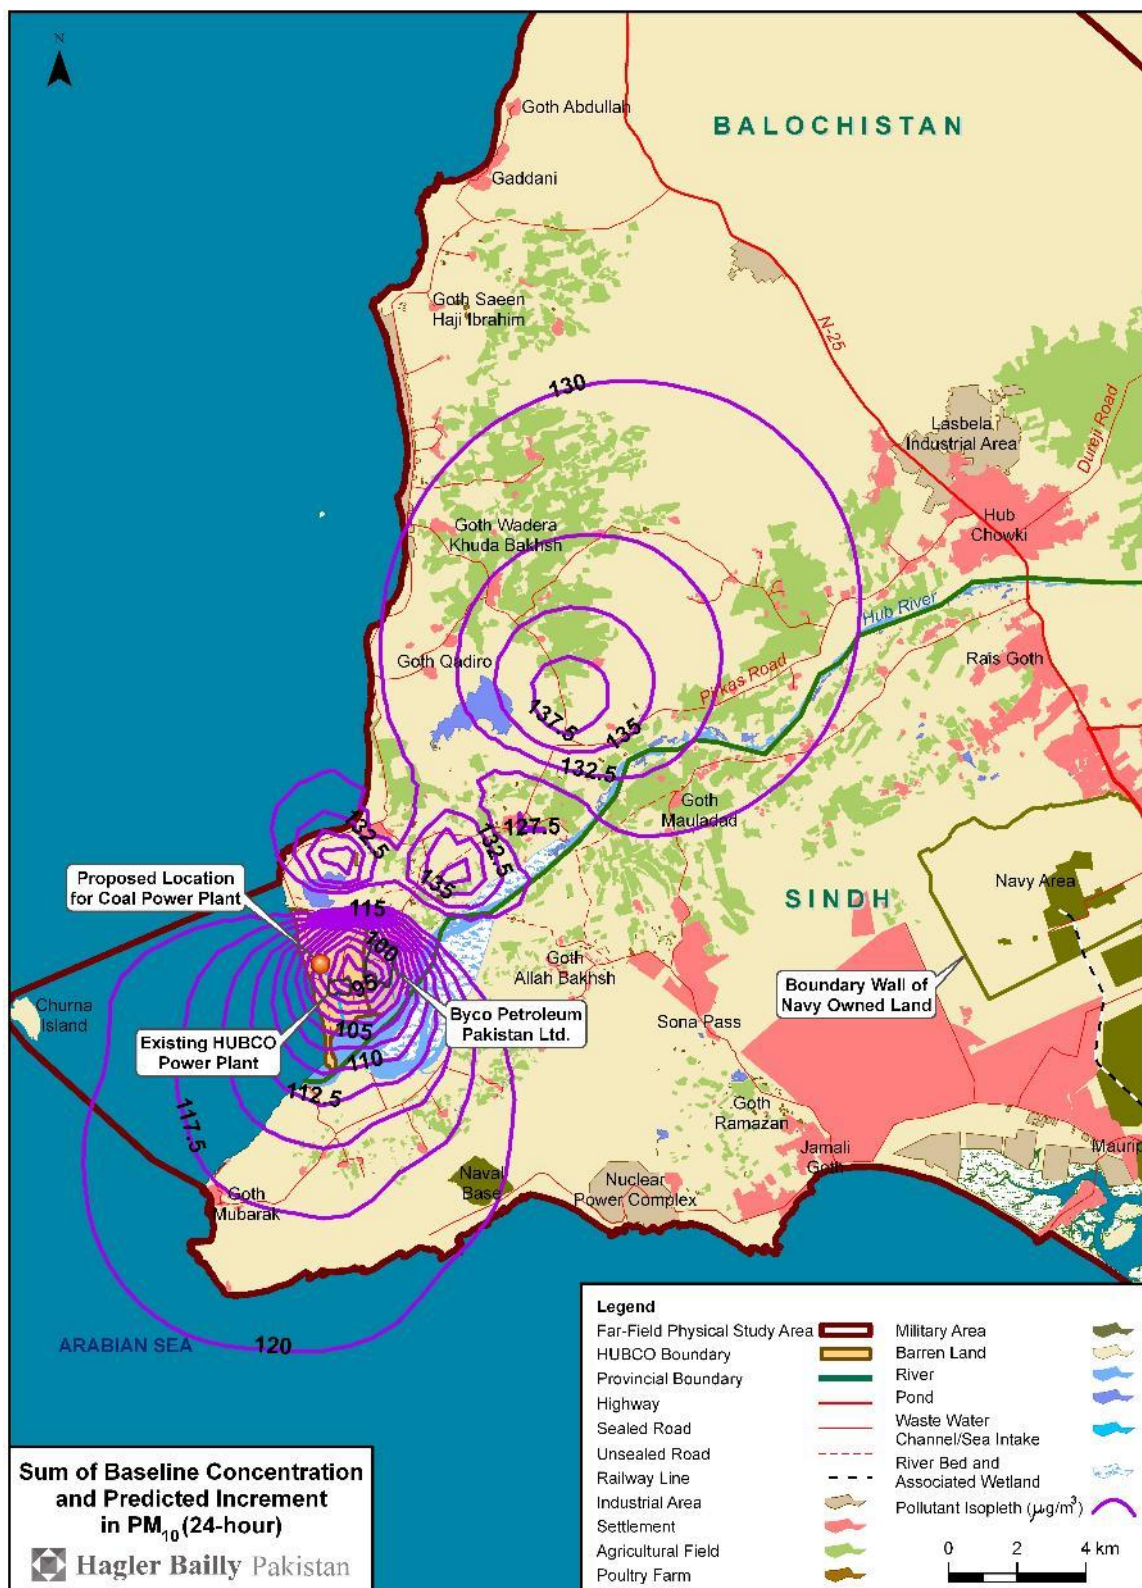 N
Goth Abdullah
BALOCHISTAN
Gaddani
Goth Saeen
Haji Ibrahim
N-25
130
Lasbela
Industrial Area
Dureji Road
Goth Wadera
Khuda Bakhsh
Hub
Chowki
Hub River
Goth Qadiro
Rais Goth
Pirkas Road
137.5
135
132.5
Goth
Mauladad
127.5
132.5
132.5
135
Proposed Location
for Coal Power Plant
Navy Area
SINDH
115
100
Goth
Allah Bakhsh
Boundary Wall of
Navy Owned Land
95
Churna
Island
Byco Petroleum
Pakistan Ltd.
Sona Pass
105
Existing HUBCO
Power Plant
110
112.5
117.5
Goth
Ramazan
Jamali
Goth
Maurip
Naval
Base
Nuclear
Power Complex
Goth
Mubarak
ARABIAN SEA
120
Legend
Far-Field Physical Study Area
HUBCO Boundary
Provincial Boundary
Highway
Sealed Road
Unsealed Road
Railway Line
Industrial Area
Settlement
Agricultural Field
Poultry Farm
Military Area
Barren Land
River
Pond
Waste Water
Channel/Sea Intake
River Bed and
Associated Wetland
Pollutant Isopleth (µg/m³)
0 2 4 km
Sum of Baseline Concentration
and Predicted Increment
in PM₁₀ (24-hour)
Hagler Bailly Pakistan